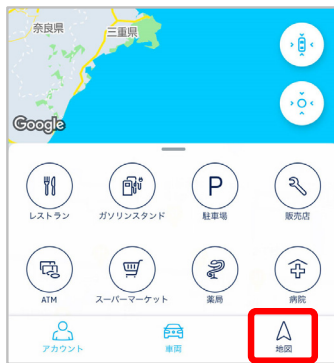 奈良県
三重県
Google
レストラン ガソリンスタンド 駐車場 販売店
P
ATM スーパーマーケット 薬局 病院
アカウント 車両 地図